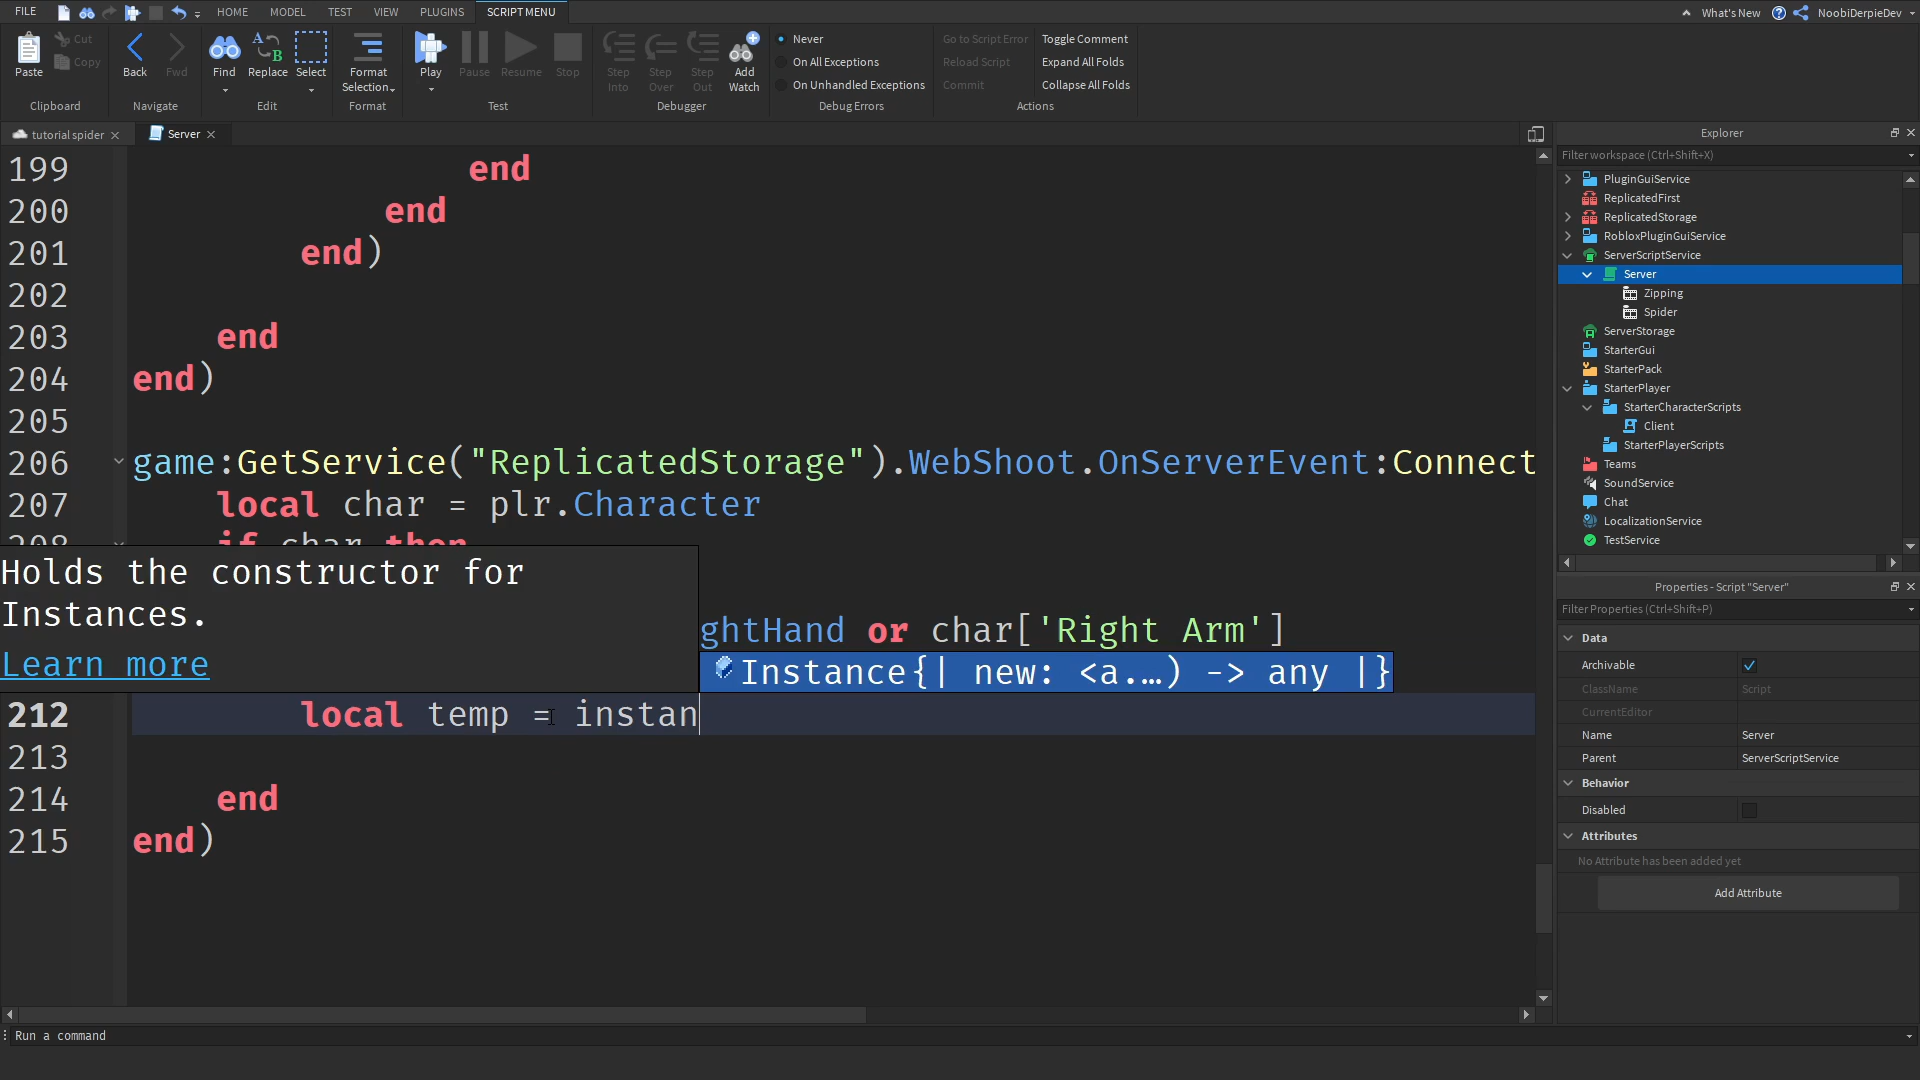 FILE HOME MODEL TEST VIEW PLUGINS SCRIPT MENU What's New NoobiDerpieDev
Paste Cut Copy Back Fwd Find Replace Select Format Selection Play Pause Resume Stop Step Into Step Over Step Out Add Watch
Never
On All Exceptions
On Unhandled Exceptions
Go to Script Error
Reload Script
Commit
Toggle Comment
Expand All Folds
Collapse All Folds
Clipboard Navigate Edit Format Test Debugger Debug Errors Actions
tutorial spider Server
199 end
200 end
201 end)
202
203 end
204 end)
205
206 game:GetService("ReplicatedStorage").WebShoot.OnServerEvent:Connect
207 local char = plr.Character
208 if char then
Holds the constructor for
Instances.
Learn more
ghtHand or char['Right Arm']
Instance{| new: <a.…) -> any |}
212 local temp = instan
213
214 end
215 end)
Run a command
Explorer
Filter workspace (Ctrl+Shift+X)
PluginGuiService
ReplicatedFirst
ReplicatedStorage
RobloxPluginGuiService
ServerScriptService
Server
Zipping
Spider
ServerStorage
StarterGui
StarterPack
StarterPlayer
StarterCharacterScripts
Client
StarterPlayerScripts
Teams
SoundService
Chat
LocalizationService
TestService
Properties - Script "Server"
Filter Properties (Ctrl+Shift+P)
Data
Archivable
ClassName Script
CurrentEditor
Name Server
Parent ServerScriptService
Behavior
Disabled
Attributes
No Attribute has been added yet
Add Attribute